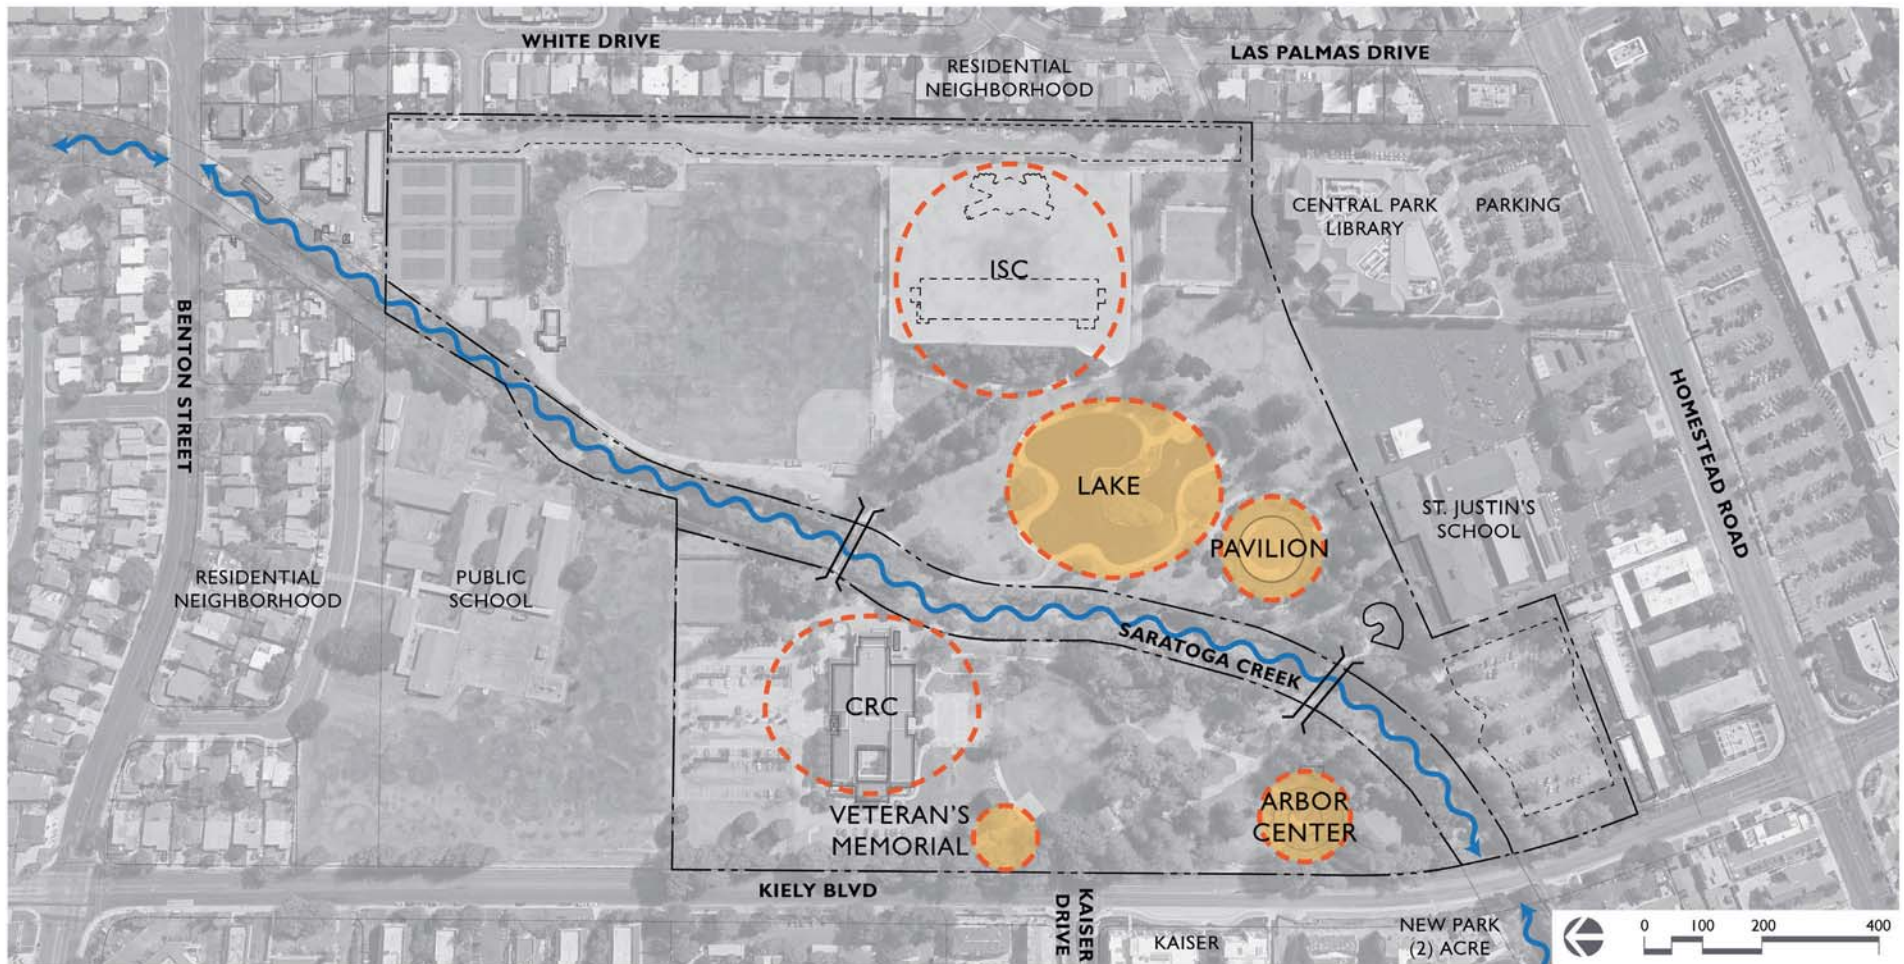 WHITE DRIVE
LAS PALMAS DRIVE
RESIDENTIAL
NEIGHBORHOOD
CENTRAL PARK
LIBRARY
PARKING
ISC
BENTON STREET
HOMESTEAD ROAD
LAKE
ST. JUSTIN'S
SCHOOL
PAVILION
RESIDENTIAL
NEIGHBORHOOD
PUBLIC
SCHOOL
SARATOGA CREEK
CRC
VETERAN'S
MEMORIAL
ARBOR
CENTER
KIELY BLVD
KAISER
DRIVE
KAISER
NEW PARK
(2) ACRE
0 100 200 400